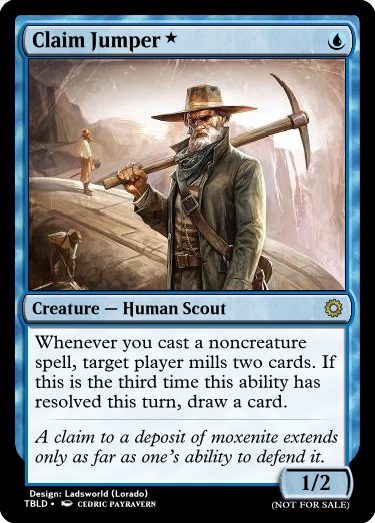 Claim Jumper ★
Creature — Human Scout
Whenever you cast a noncreature
spell, target player mills two cards. If
this is the third time this ability has
resolved this turn, draw a card.
A claim to a deposit of moxenite extends
only as far as one's ability to defend it.
1/2
Design: Ladsworld (Lorado)
TBLD • CEDRIC PAYRAVERN
(NOT FOR SALE)